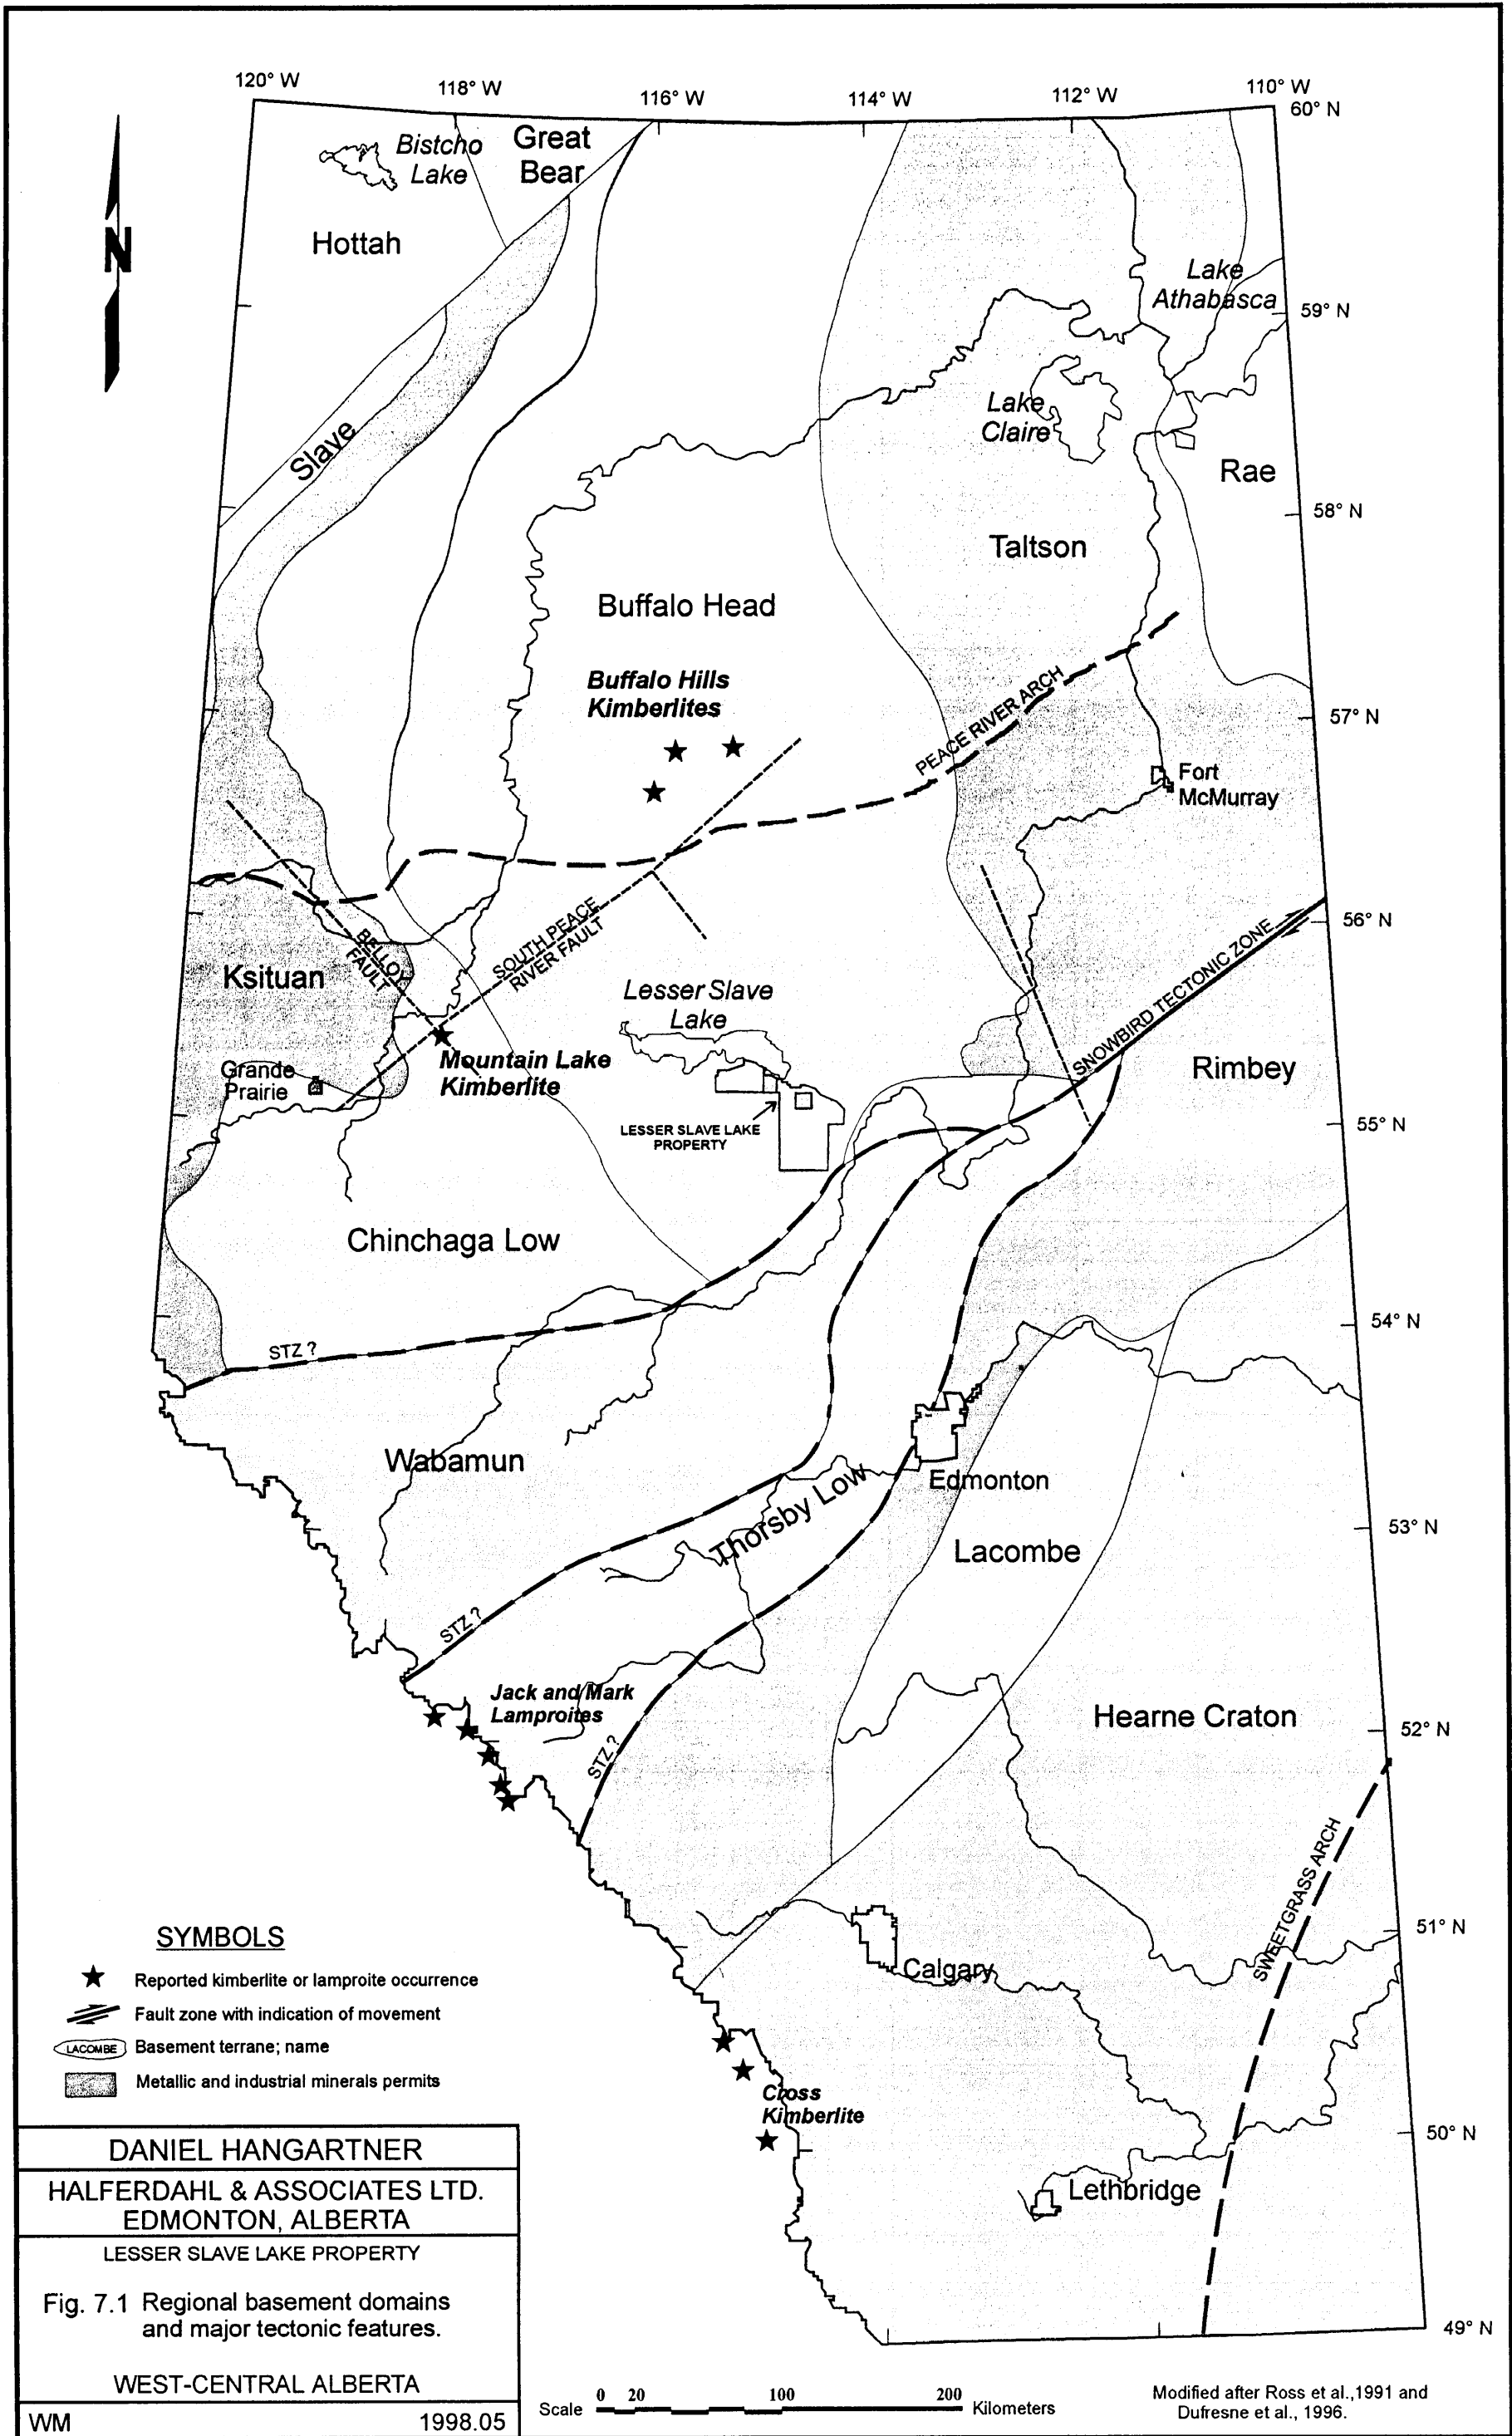 120° W
118° W
116° W
114° W
112° W
110° W
60° N
Bistcho
Lake
Great
Bear
N
Hottah
Lake
Athabasca
59° N
Slave
Lake
Claire
Rae
58° N
Taltson
Buffalo Head
Buffalo Hills
Kimberlites
PEACE RIVER ARCH
57° N
Fort
McMurray
56° N
BELLOY
FAULT
SOUTH PEACE
RIVER FAULT
Ksituan
Lesser Slave
Lake
SNOWBIRD TECTONIC ZONE
Mountain Lake
Kimberlite
Grande
Prairie
Rimbey
LESSER SLAVE LAKE
PROPERTY
55° N
Chinchaga Low
54° N
STZ ?
Wabamun
Thorsby Low
Edmonton
53° N
Lacombe
STZ ?
Jack and Mark
Lamproites
STZ ?
Hearne Craton
52° N
SWEETGRASS ARCH
51° N
Calgary
Cross
Kimberlite
50° N
Lethbridge
49° N
SYMBOLS
Reported kimberlite or lamproite occurrence
Fault zone with indication of movement
LACOMBE Basement terrane; name
Metallic and industrial minerals permits
DANIEL HANGARTNER
HALFERDAHL & ASSOCIATES LTD.
EDMONTON, ALBERTA
LESSER SLAVE LAKE PROPERTY
Fig. 7.1 Regional basement domains
and major tectonic features.
WEST-CENTRAL ALBERTA
WM 1998.05
Scale 0 20 100 200 Kilometers
Modified after Ross et al.,1991 and
Dufresne et al., 1996.